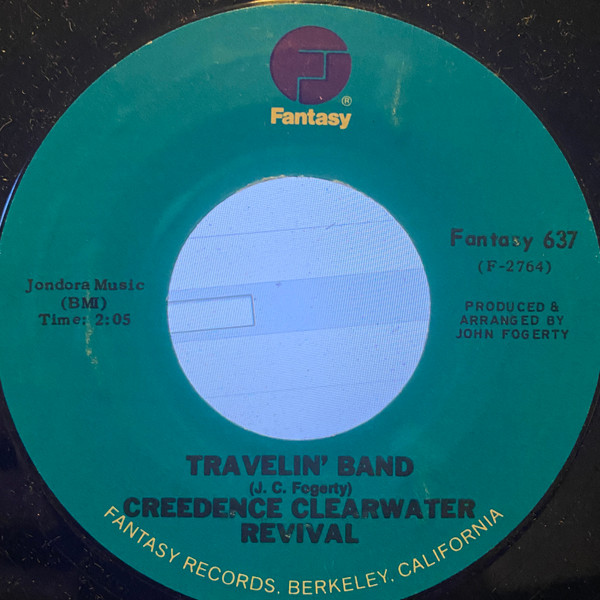 ®
Fantasy
Fantasy 637
(F-2764)
Jondora Music
(BMI)
Time: 2:05
PRODUCED &
ARRANGED BY
JOHN FOGERTY
TRAVELIN' BAND
(J. C. Fogerty)
CREEDENCE CLEARWATER
REVIVAL
FANTASY RECORDS, BERKELEY, CALIFORNIA